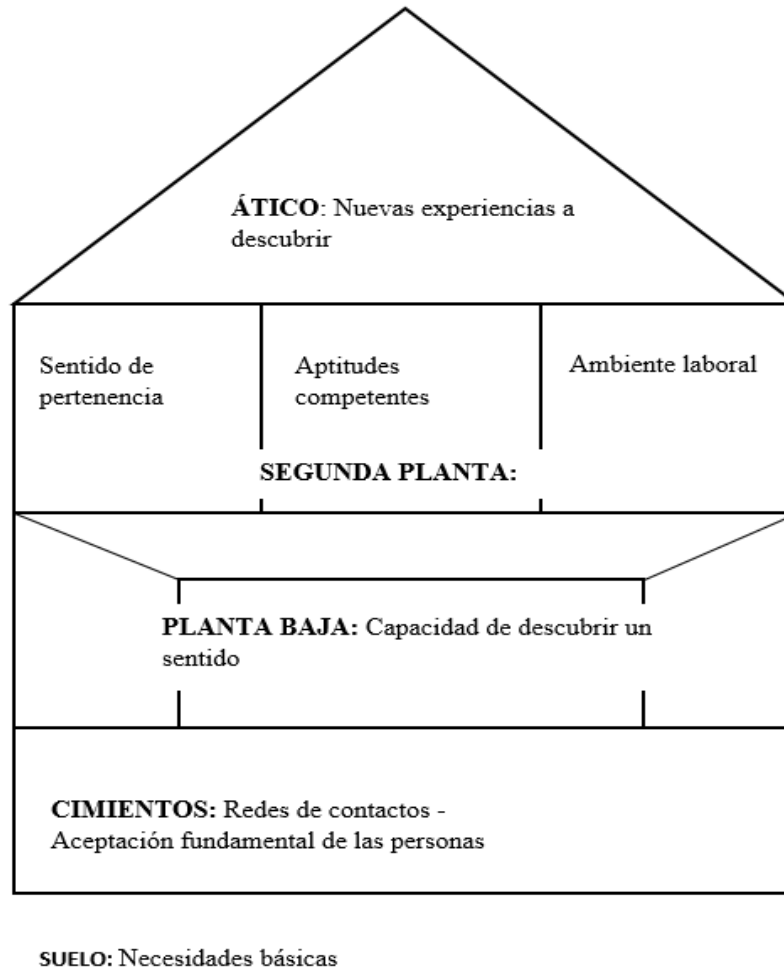 ÁTICO: Nuevas experiencias a
descubrir
Sentido de
pertenencia
Aptitudes
competentes
Ambiente laboral
SEGUNDA PLANTA:
PLANTA BAJA: Capacidad de descubrir un
sentido
CIMIENTOS: Redes de contactos -
Aceptación fundamental de las personas
SUELO: Necesidades básicas